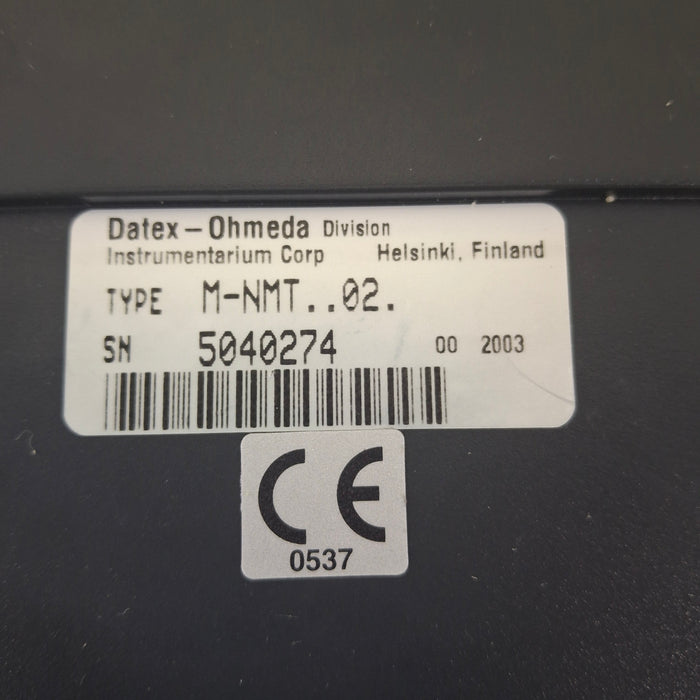 Datex-Ohmeda Division
Instrumentarium Corp Helsinki, Finland
TYPE M-NMT..02.
SN 5040274 00 2003
CE
0537